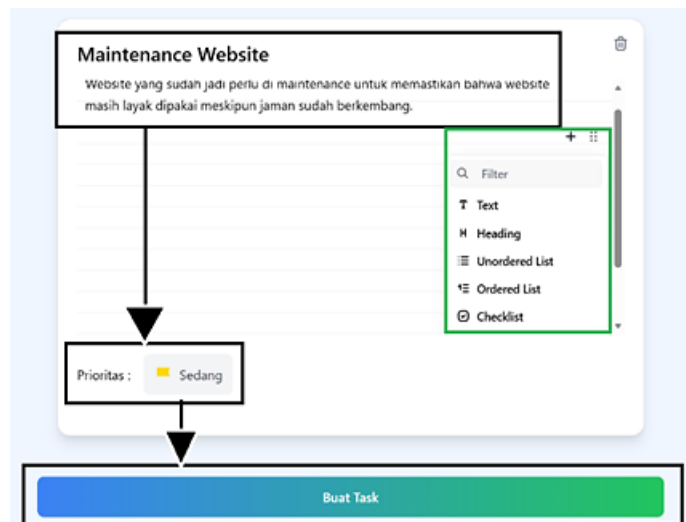 Maintenance Website
Website yang sudah jadi perlu di maintenance untuk memastikan bahwa website
masih layak dipakai meskipun jaman sudah berkembang.
Filter
Text
Heading
Unordered List
Ordered List
Checklist
Prioritas : Sedang
Buat Task